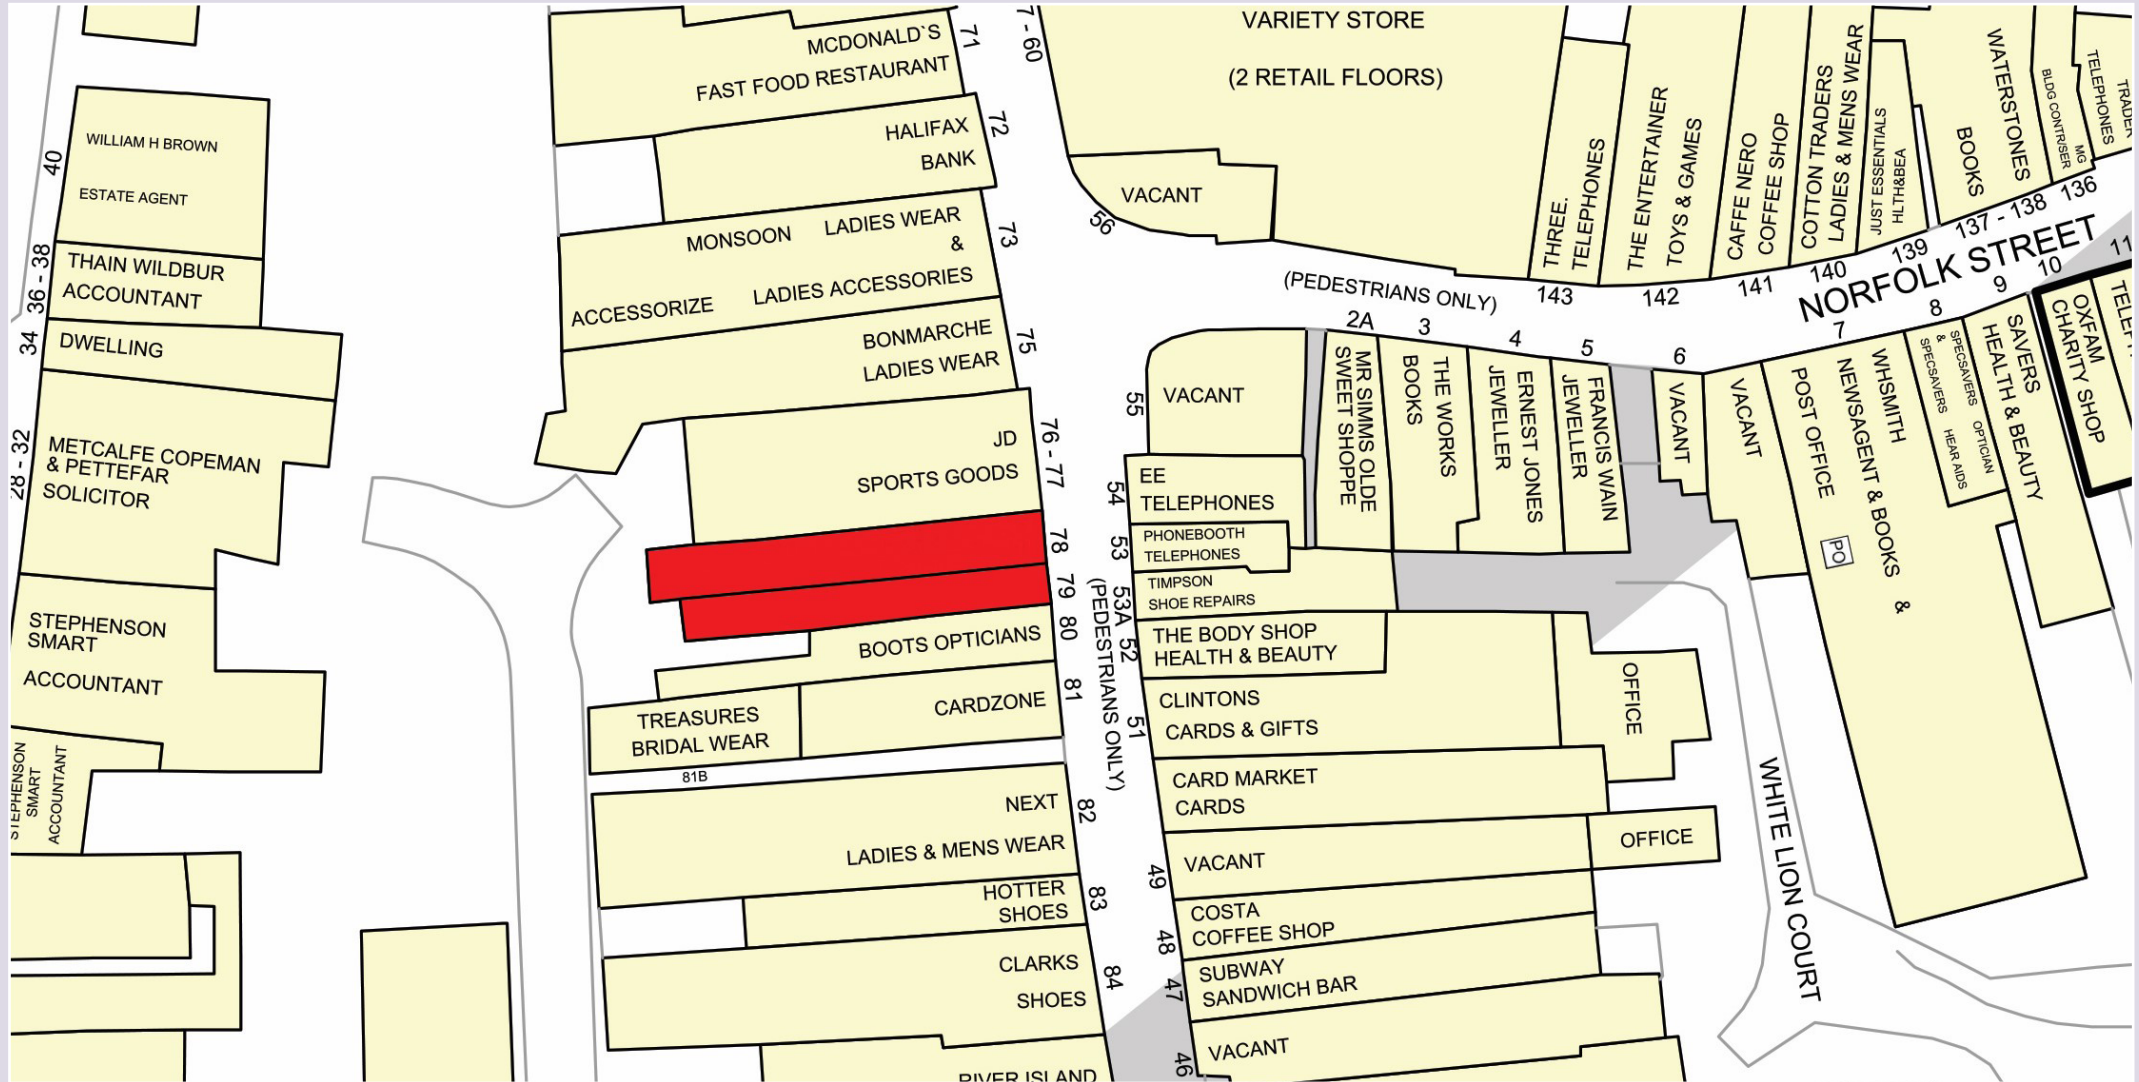 40
WILLIAM H BROWN
ESTATE AGENT
36 - 38
THAIN WILDBUR
ACCOUNTANT
34
DWELLING
28 - 32
METCALFE COPEMAN
& PETTEFAR
SOLICITOR
STEPHENSON
SMART
ACCOUNTANT
STEPHENSON
SMART
ACCOUNTANT
MCDONALD`S
FAST FOOD RESTAURANT
71
HALIFAX
BANK
72
MONSOON
LADIES WEAR
&
ACCESSORIZE
LADIES ACCESSORIES
73
BONMARCHE
LADIES WEAR
75
JD
SPORTS GOODS
76 - 77
78
79
BOOTS OPTICIANS
80
TREASURES
BRIDAL WEAR
CARDZONE
81
81B
NEXT
LADIES & MENS WEAR
82
HOTTER
SHOES
83
CLARKS
SHOES
84
RIVER ISLAND
(PEDESTRIANS ONLY)
7 - 60
VARIETY STORE
(2 RETAIL FLOORS)
VACANT
56
THREE.
TELEPHONES
143
THE ENTERTAINER
TOYS & GAMES
142
CAFFE NERO
COFFEE SHOP
141
COTTON TRADERS
LADIES & MENS WEAR
140
JUST ESSENTIALS
HLTH&BEA
139
WATERSTONES
BOOKS
137 - 138
BLDG CONTR/SER
MG
136
TELEPHONES
TRADER
(PEDESTRIANS ONLY)
NORFOLK STREET
55
VACANT
2A
MR SIMMS OLDE
SWEET SHOPPE
3
THE WORKS
BOOKS
4
ERNEST JONES
JEWELLER
5
FRANCIS WAIN
JEWELLER
6
VACANT
VACANT
7
POST OFFICE
WHSMITH
NEWSAGENT & BOOKS &
PO
8
SPECSAVERS OPTICIAN
&
SPECSAVERS HEAR AIDS
9
SAVERS
HEALTH & BEAUTY
10
OXFAM
CHARITY SHOP
11
54
EE
TELEPHONES
53
PHONEBOOTH
TELEPHONES
53A
TIMPSON
SHOE REPAIRS
52
THE BODY SHOP
HEALTH & BEAUTY
51
CLINTONS
CARDS & GIFTS
OFFICE
CARD MARKET
CARDS
49
VACANT
OFFICE
48
COSTA
COFFEE SHOP
47
SUBWAY
SANDWICH BAR
46
VACANT
WHITE LION COURT